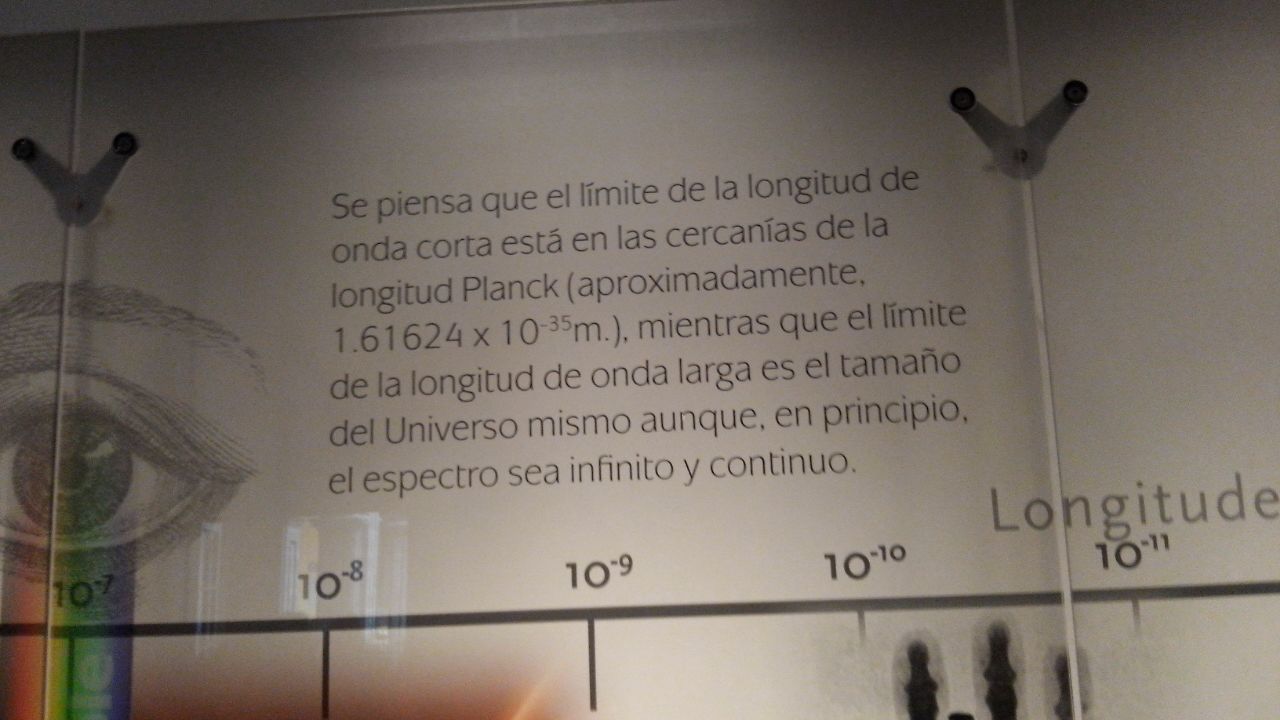 Se piensa que el límite de la longitud de
onda corta está en las cercanías de la
longitud Planck (aproximadamente,
1.61624 x 10⁻³⁵m.), mientras que el límite
de la longitud de onda larga es el tamaño
del Universo mismo aunque, en principio,
el espectro sea infinito y continuo.
Longitude
10⁻⁷ 10⁻⁸ 10⁻⁹ 10⁻¹⁰ 10⁻¹¹